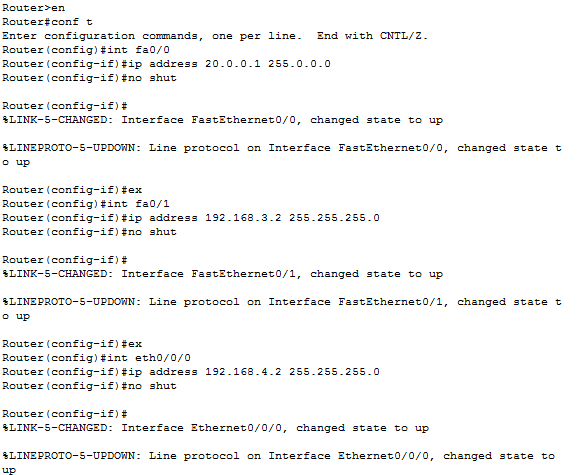 Router>en
Router#conf t
Enter configuration commands, one per line.  End with CNTL/Z.
Router(config)#int fa0/0
Router(config-if)#ip address 20.0.0.1 255.0.0.0
Router(config-if)#no shut
Router(config-if)#
%LINK-5-CHANGED: Interface FastEthernet0/0, changed state to up
%LINEPROTO-5-UPDOWN: Line protocol on Interface FastEthernet0/0, changed state t
o up
Router(config-if)#ex
Router(config)#int fa0/1
Router(config-if)#ip address 192.168.3.2 255.255.255.0
Router(config-if)#no shut
Router(config-if)#
%LINK-5-CHANGED: Interface FastEthernet0/1, changed state to up
%LINEPROTO-5-UPDOWN: Line protocol on Interface FastEthernet0/1, changed state t
o up
Router(config-if)#ex
Router(config)#int eth0/0/0
Router(config-if)#ip address 192.168.4.2 255.255.255.0
Router(config-if)#no shut
Router(config-if)#
%LINK-5-CHANGED: Interface Ethernet0/0/0, changed state to up
%LINEPROTO-5-UPDOWN: Line protocol on Interface Ethernet0/0/0, changed state to
up